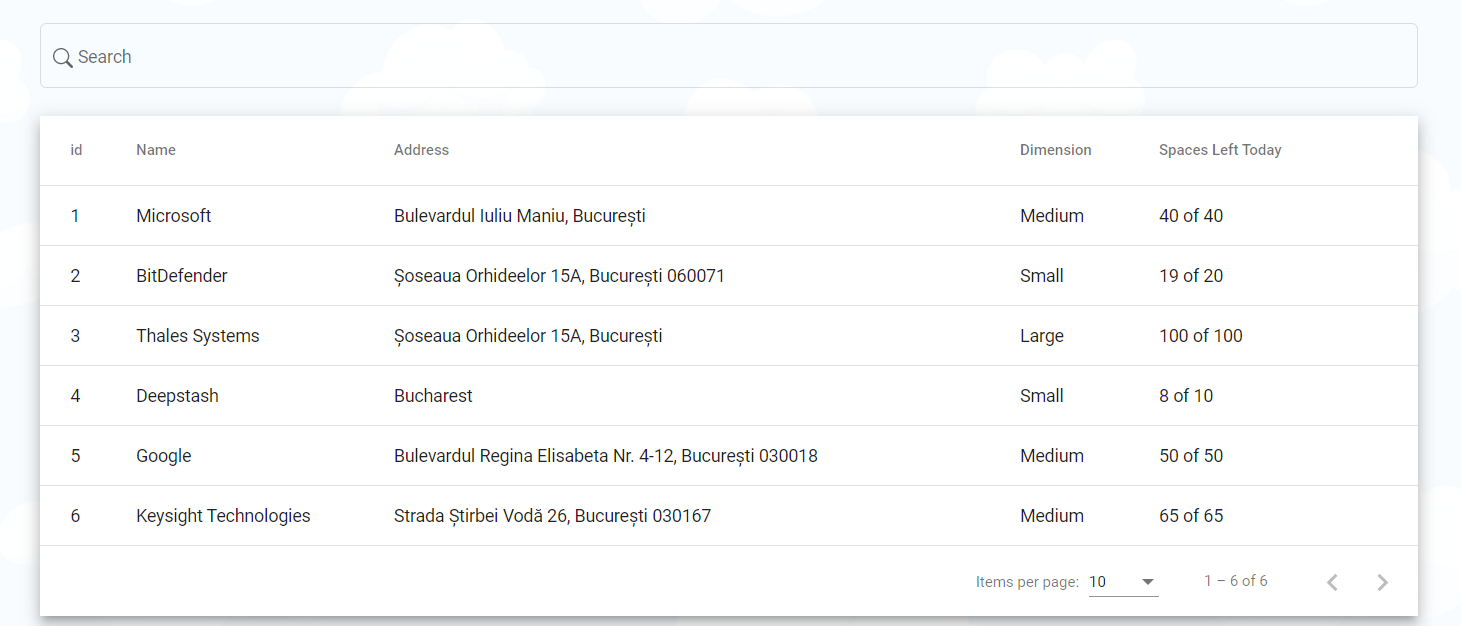 Search
id Name Address Dimension Spaces Left Today
1 Microsoft Bulevardul Iuliu Maniu, București Medium 40 of 40
2 BitDefender Șoseaua Orhideelor 15A, București 060071 Small 19 of 20
3 Thales Systems Șoseaua Orhideelor 15A, București Large 100 of 100
4 Deepstash Bucharest Small 8 of 10
5 Google Bulevardul Regina Elisabeta Nr. 4-12, București 030018 Medium 50 of 50
6 Keysight Technologies Strada Știrbei Vodă 26, București 030167 Medium 65 of 65
Items per page: 10 1 – 6 of 6